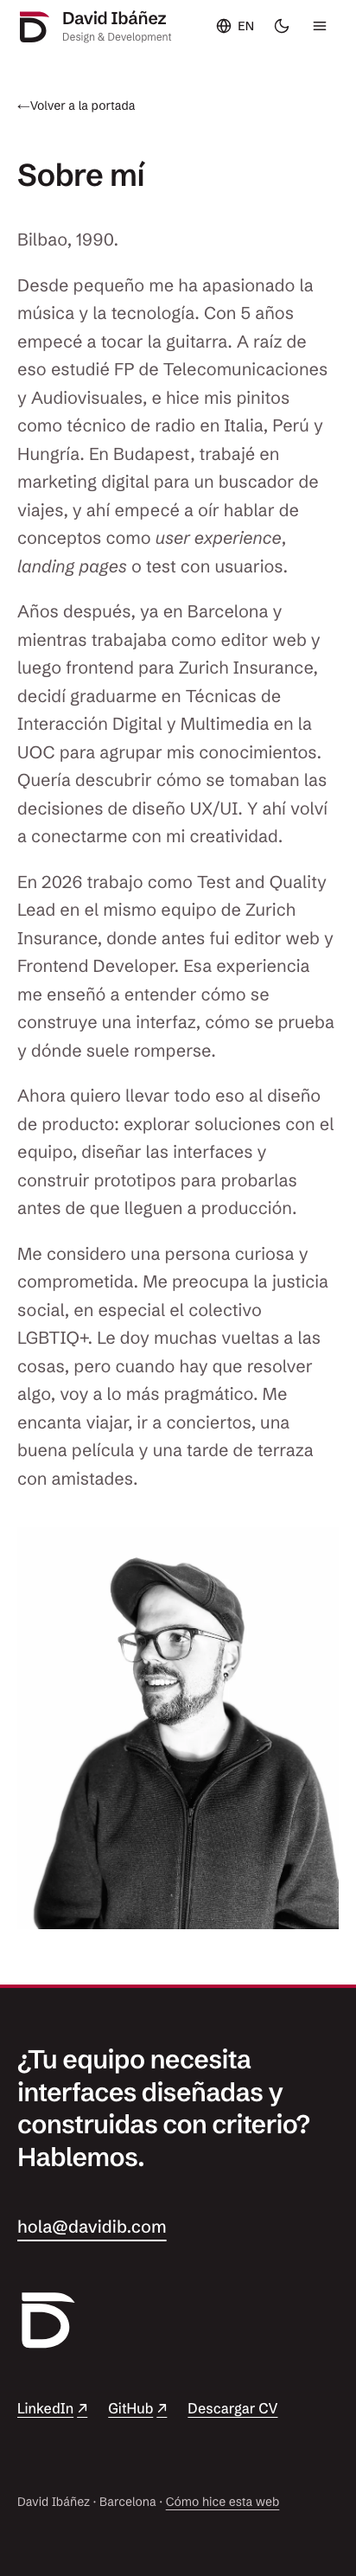 David Ibáñez
Design & Development
EN
←Volver a la portada
Sobre mí
Bilbao, 1990.
Desde pequeño me ha apasionado la
música y la tecnología. Con 5 años
empecé a tocar la guitarra. A raíz de
eso estudié FP de Telecomunicaciones
y Audiovisuales, e hice mis pinitos
como técnico de radio en Italia, Perú y
Hungría. En Budapest, trabajé en
marketing digital para un buscador de
viajes, y ahí empecé a oír hablar de
conceptos como user experience,
landing pages o test con usuarios.
Años después, ya en Barcelona y
mientras trabajaba como editor web y
luego frontend para Zurich Insurance,
decidí graduarme en Técnicas de
Interacción Digital y Multimedia en la
UOC para agrupar mis conocimientos.
Quería descubrir cómo se tomaban las
decisiones de diseño UX/UI. Y ahí volví
a conectarme con mi creatividad.
En 2026 trabajo como Test and Quality
Lead en el mismo equipo de Zurich
Insurance, donde antes fui editor web y
Frontend Developer. Esa experiencia
me enseñó a entender cómo se
construye una interfaz, cómo se prueba
y dónde suele romperse.
Ahora quiero llevar todo eso al diseño
de producto: explorar soluciones con el
equipo, diseñar las interfaces y
construir prototipos para probarlas
antes de que lleguen a producción.
Me considero una persona curiosa y
comprometida. Me preocupa la justicia
social, en especial el colectivo
LGBTIQ+. Le doy muchas vueltas a las
cosas, pero cuando hay que resolver
algo, voy a lo más pragmático. Me
encanta viajar, ir a conciertos, una
buena película y una tarde de terraza
con amistades.
¿Tu equipo necesita
interfaces diseñadas y
construidas con criterio?
Hablemos.
hola@davidib.com
LinkedIn ↗ GitHub ↗ Descargar CV
David Ibáñez · Barcelona · Cómo hice esta web